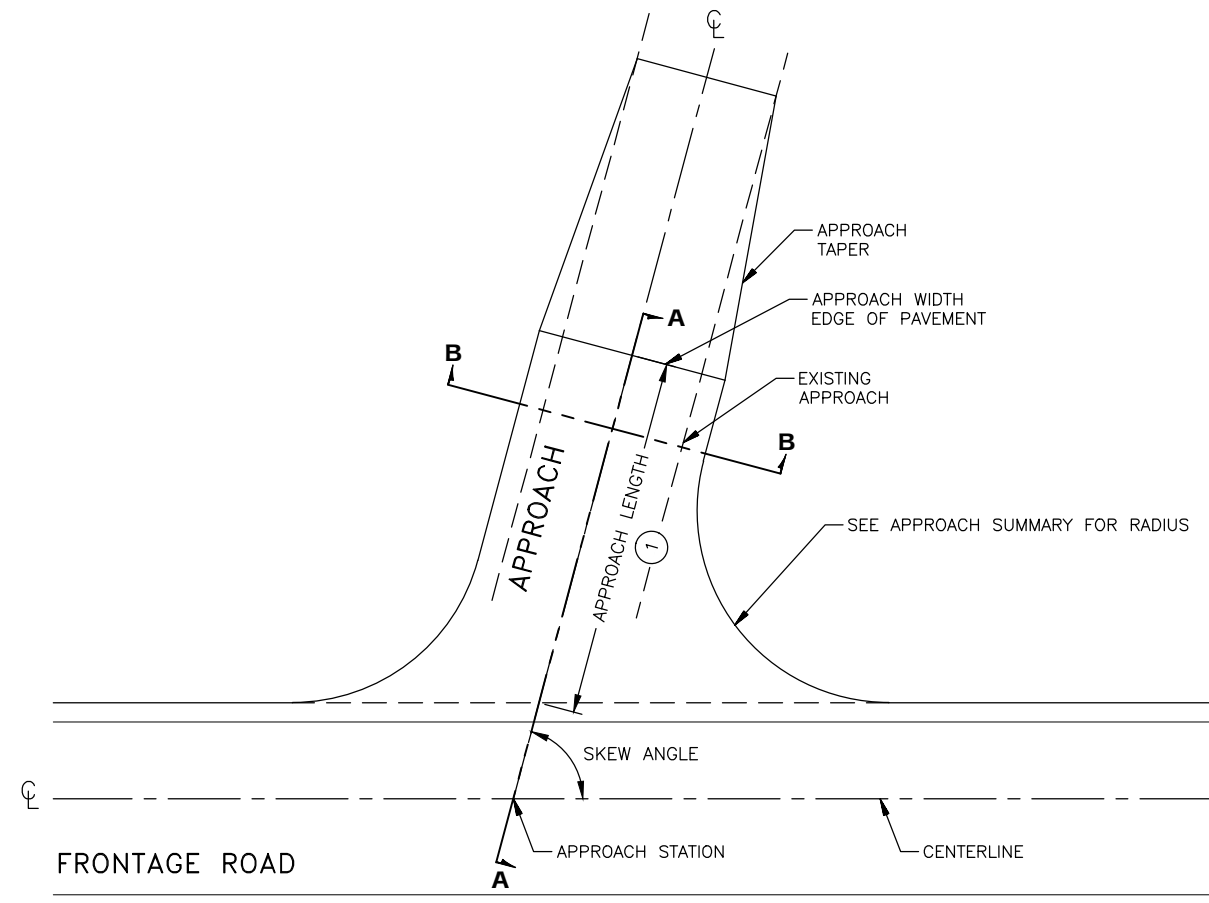 ℄
APPROACH
TAPER
A
APPROACH WIDTH
EDGE OF PAVEMENT
B
EXISTING
APPROACH
B
APPROACH
APPROACH LENGTH
1
SEE APPROACH SUMMARY FOR RADIUS
SKEW ANGLE
℄
APPROACH STATION
CENTERLINE
FRONTAGE ROAD
A